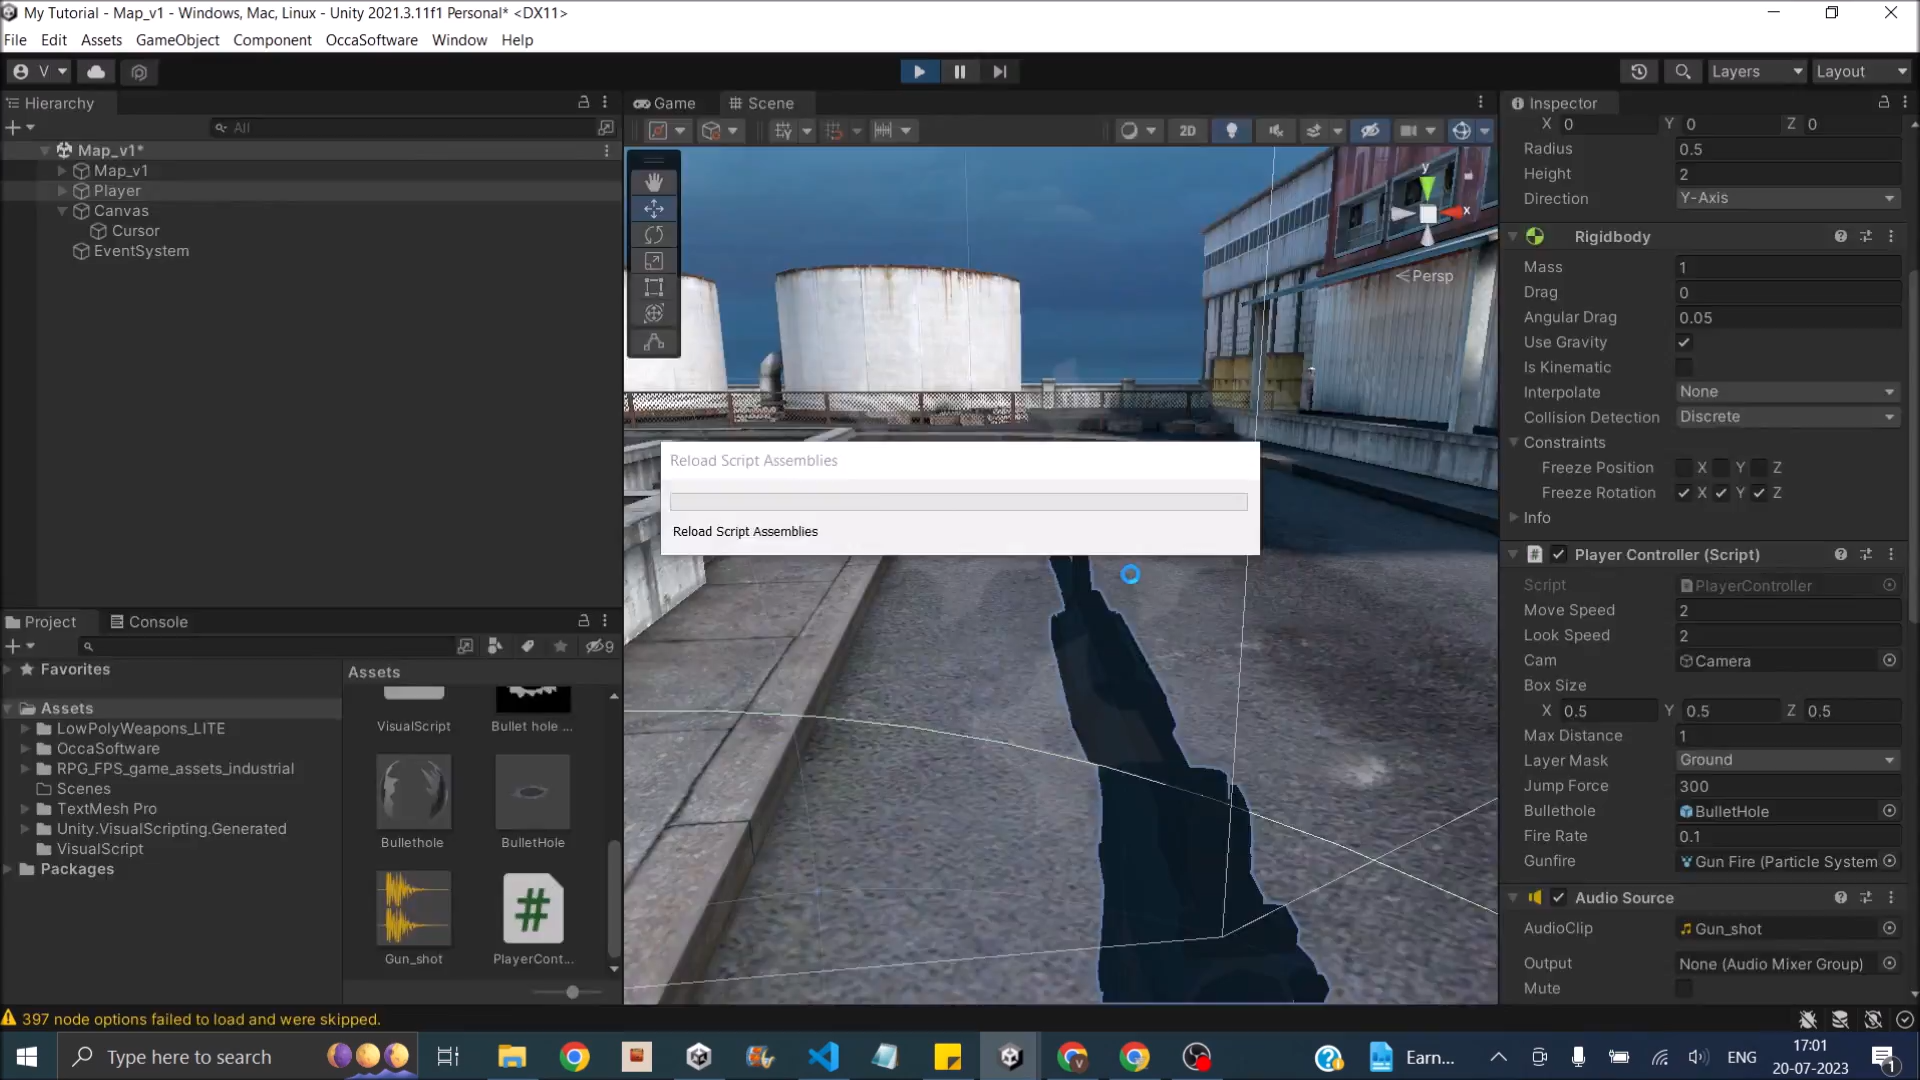 My Tutorial - Map_v1 - Windows, Mac, Linux - Unity 2021.3.11f1 Personal* <DX11>
File Edit Assets GameObject Component OccaSoftware Window Help
V Layers Layout
Hierarchy
All
Map_v1*
Map_v1
Player
Canvas
Cursor
EventSystem
Game Scene
2D
y
x
Persp
Reload Script Assemblies
Reload Script Assemblies
Inspector
X 0 Y 0 Z 0
Radius 0.5
Height 2
Direction Y-Axis
Rigidbody
Mass 1
Drag 0
Angular Drag 0.05
Use Gravity
Is Kinematic
Interpolate None
Collision Detection Discrete
Constraints
Freeze Position X Y Z
Freeze Rotation X Y Z
Info
Player Controller (Script)
Script PlayerController
Move Speed 2
Look Speed 2
Cam Camera
Box Size
X 0.5 Y 0.5 Z 0.5
Max Distance 1
Layer Mask Ground
Jump Force 300
Bullethole BulletHole
Fire Rate 0.1
Gunfire Gun Fire (Particle System
Audio Source
AudioClip Gun_shot
Output None (Audio Mixer Group)
Mute
Project Console
9
Favorites
Assets
LowPolyWeapons_LITE
OccaSoftware
RPG_FPS_game_assets_industrial
Scenes
TextMesh Pro
Unity.VisualScripting.Generated
VisualScript
Packages
Assets
VisualScript Bullet hole ...
Bullethole BulletHole
Gun_shot PlayerCont...
397 node options failed to load and were skipped.
Type here to search
Earn...
ENG
17:01
20-07-2023
1